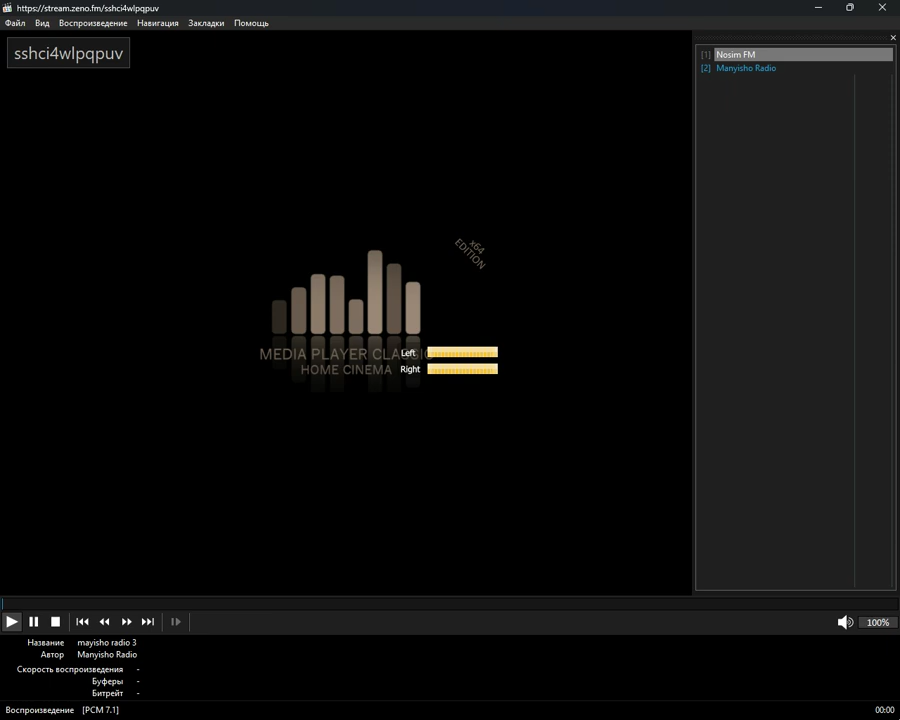 https://stream.zeno.fm/sshci4wlpqpuv
Файл Вид Воспроизведение Навигация Закладки Помощь
sshci4wlpqpuv
[1] Nosim FM
[2] Manyisho Radio
x64
EDITION
MEDIA PLAYER CLASSIC
HOME CINEMA
Left
Right
100%
Название mayisho radio 3
Автор Manyisho Radio
Скорость воспроизведения -
Буферы -
Битрейт -
Воспроизведение [PCM 7.1] 00:00